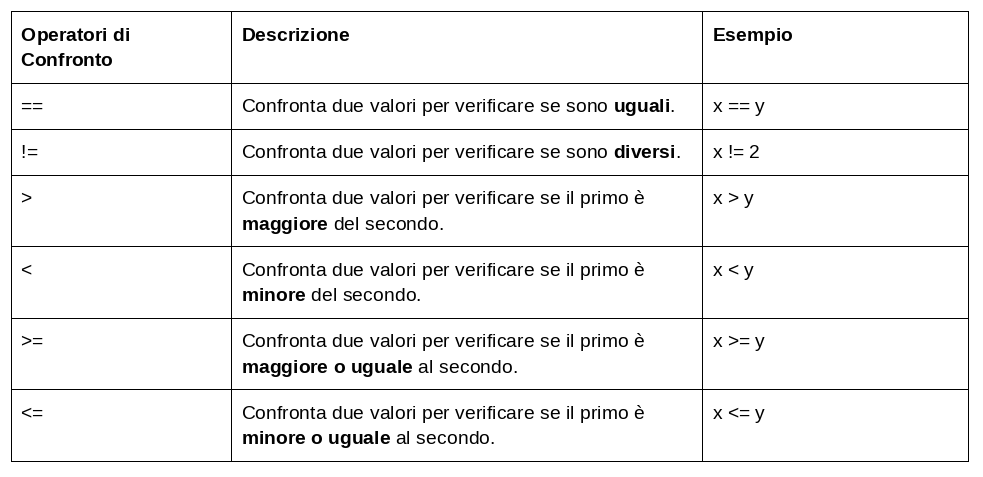 Operatori di
Confronto
Descrizione
Esempio
==
Confronta due valori per verificare se sono uguali.
x == y
!=
Confronta due valori per verificare se sono diversi.
x != 2
>
Confronta due valori per verificare se il primo è
maggiore del secondo.
x > y
<
Confronta due valori per verificare se il primo è
minore del secondo.
x < y
>=
Confronta due valori per verificare se il primo è
maggiore o uguale al secondo.
x >= y
<=
Confronta due valori per verificare se il primo è
minore o uguale al secondo.
x <= y